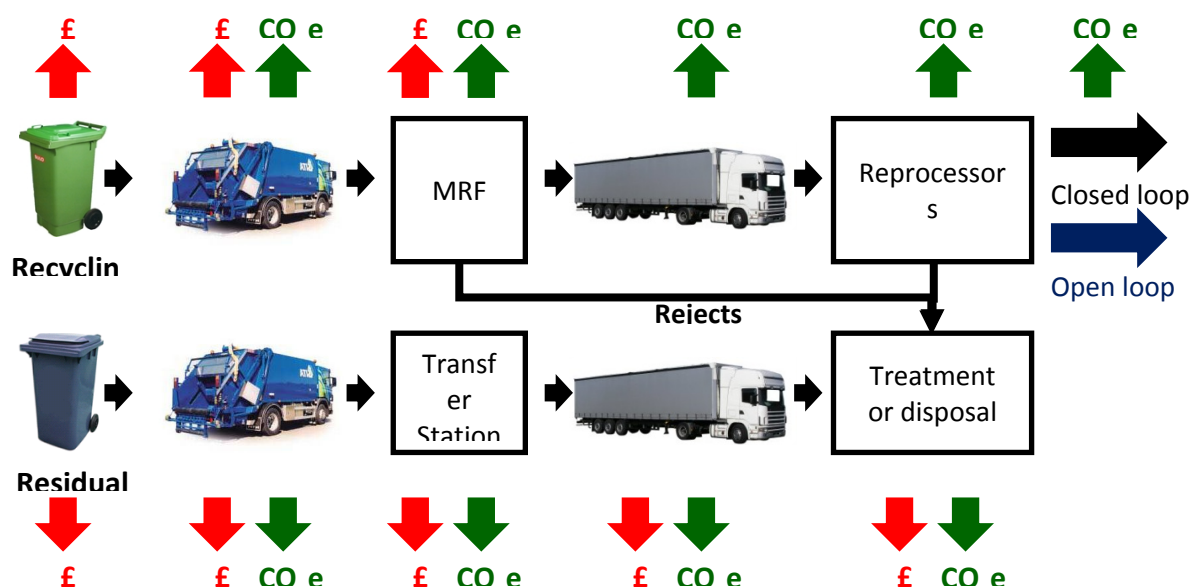 £ £ CO e £ CO e CO e CO e CO e
MRF
Reprocessor
s
Closed loop
Recyclin
Open loop
Rejects
Transf
er
Station
Treatment
or disposal
Residual
£ £ CO e £ CO e £ CO e £ CO e